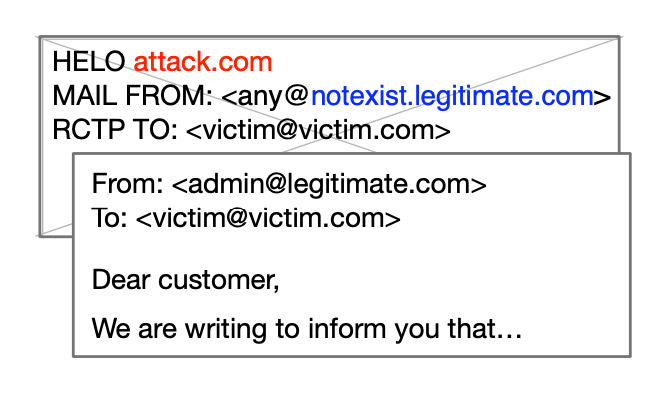 HELO attack.com
MAIL FROM: <any@notexist.legitimate.com>
RCTP TO: <victim@victim.com>
From: <admin@legitimate.com>
To: <victim@victim.com>
Dear customer,
We are writing to inform you that…